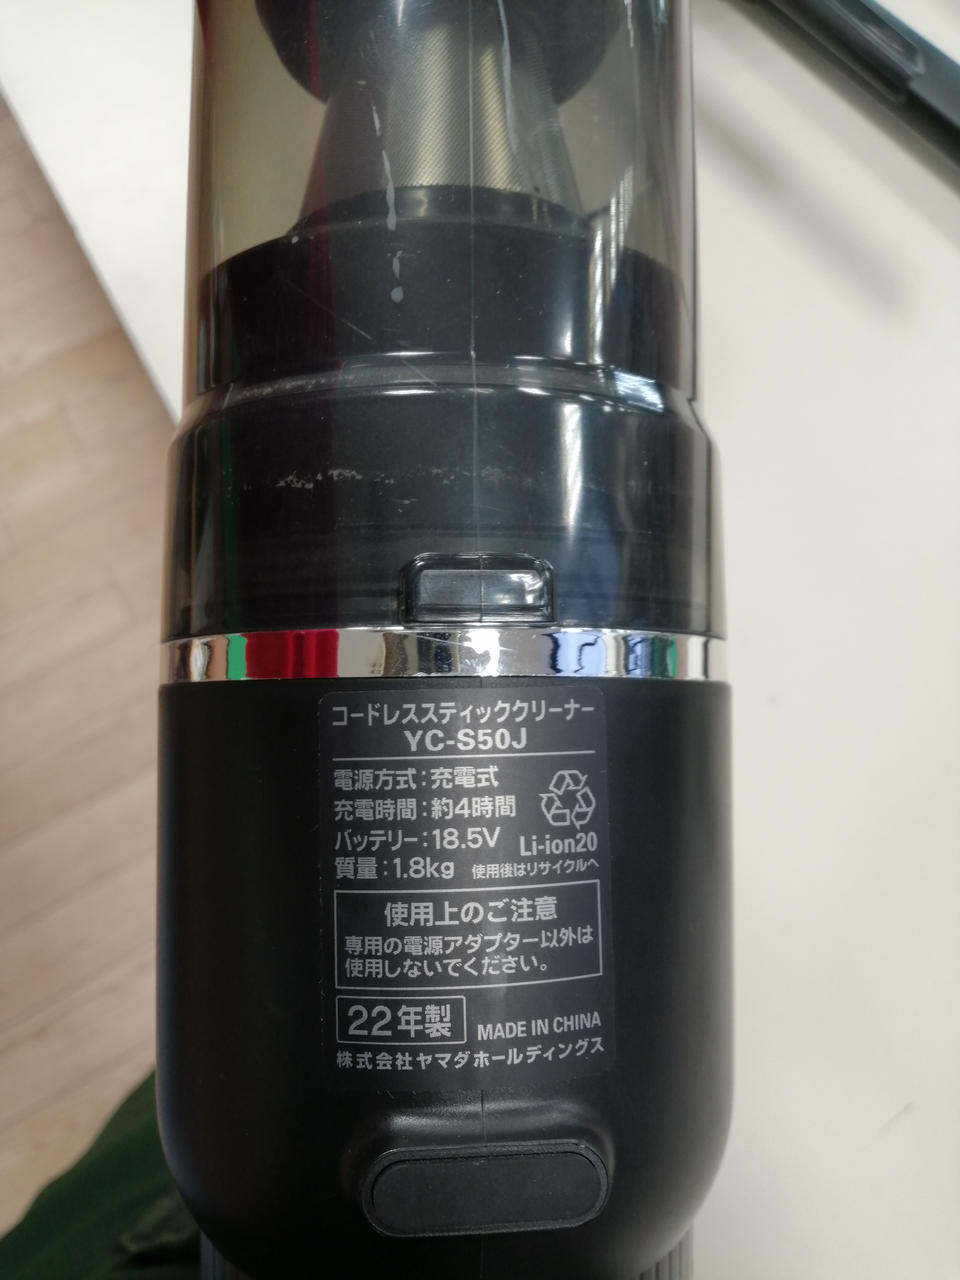 コードレススティッククリーナー
YC-S50J
電源方式：充電式
充電時間：約4時間
バッテリー：18.5V
Li-ion20
質量：1.8kg
使用後はリサイクルへ
使用上のご注意
専用の電源アダプター以外は
使用しないでください。
22年製
MADE IN CHINA
株式会社ヤマダホールディングス